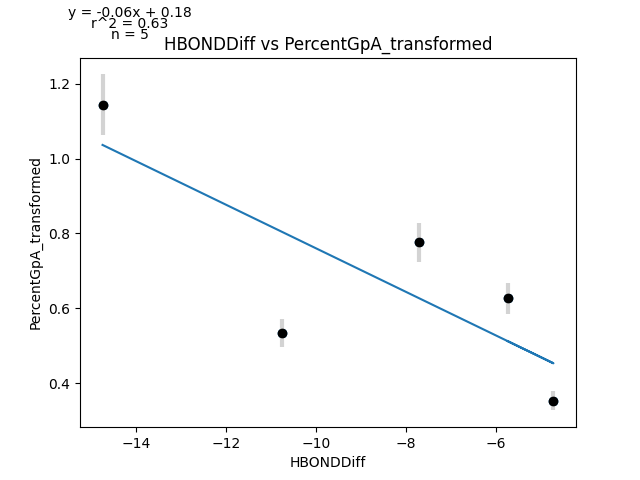 y = -0.06x + 0.18
r^2 = 0.63
n = 5
HBONDDiff vs PercentGpA_transformed
PercentGpA_transformed
1.2
1.0
0.8
0.6
0.4
−14
−12
−10
−8
−6
HBONDDiff